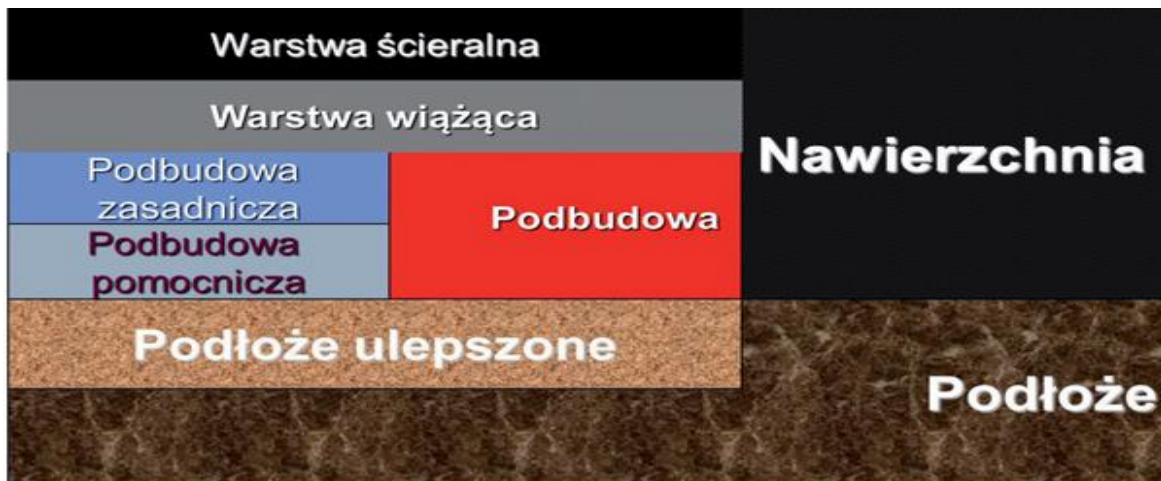 Warstwa ścieralna
Warstwa wiążąca
Podbudowa
zasadnicza
Podbudowa
pomocnicza
Podbudowa
Nawierzchnia
Podłoże ulepszone
Podłoże